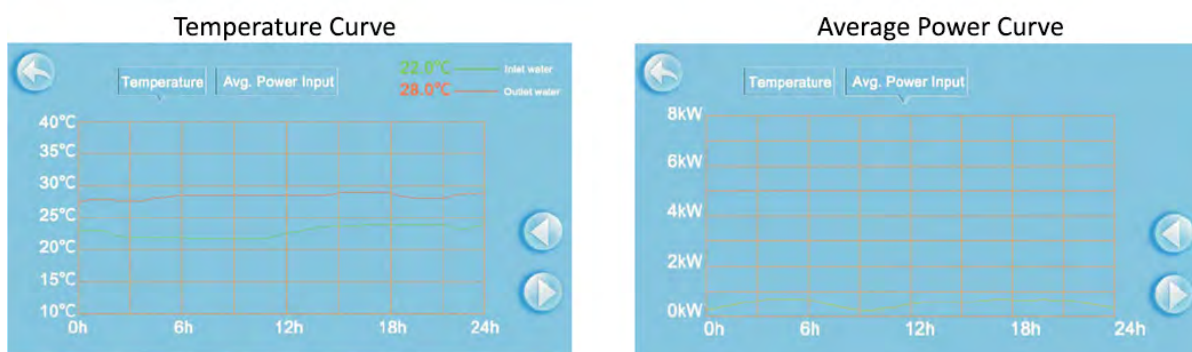 Temperature Curve
Temperature
Avg. Power Input
22.0°C
Inlet water
28.0°C
Outlet water
40°C
35°C
30°C
25°C
20°C
15°C
10°C
0h
6h
12h
18h
24h
Average Power Curve
Temperature
Avg. Power Input
8kW
6kW
4kW
2kW
0kW
0h
6h
12h
18h
24h